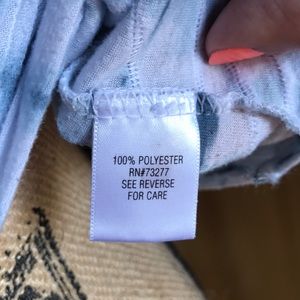 100% POLYESTER
RN#73277
SEE REVERSE
FOR CARE